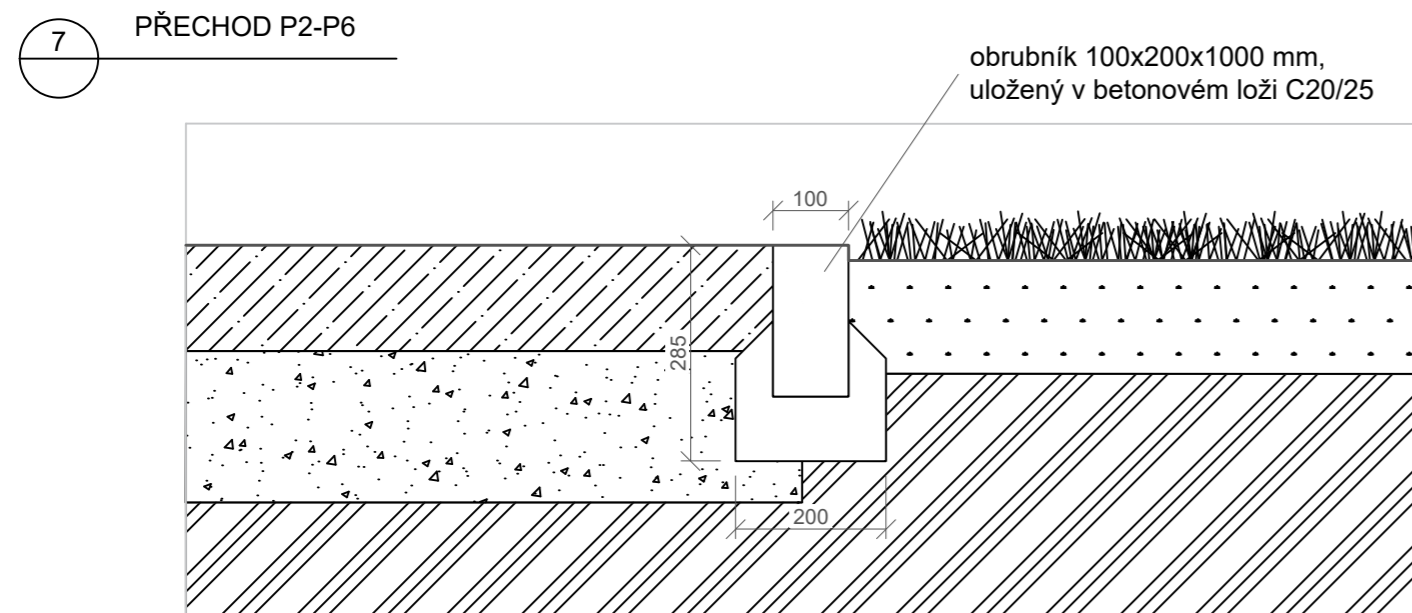 7
PŘECHOD P2-P6
obrubník 100x200x1000 mm,
uložený v betonovém loži C20/25
100
285
200